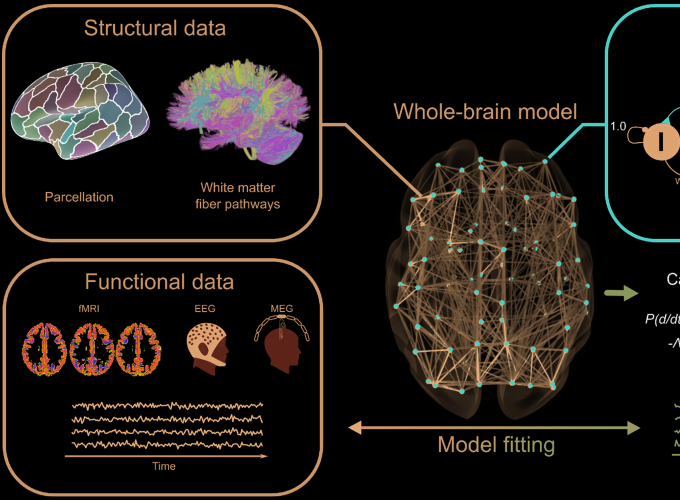 Structural data
Parcellation
White matter
fiber pathways
Whole-brain model
1.0
I
Functional data
fMRI
EEG
MEG
Time
Model fitting
P(d/dt